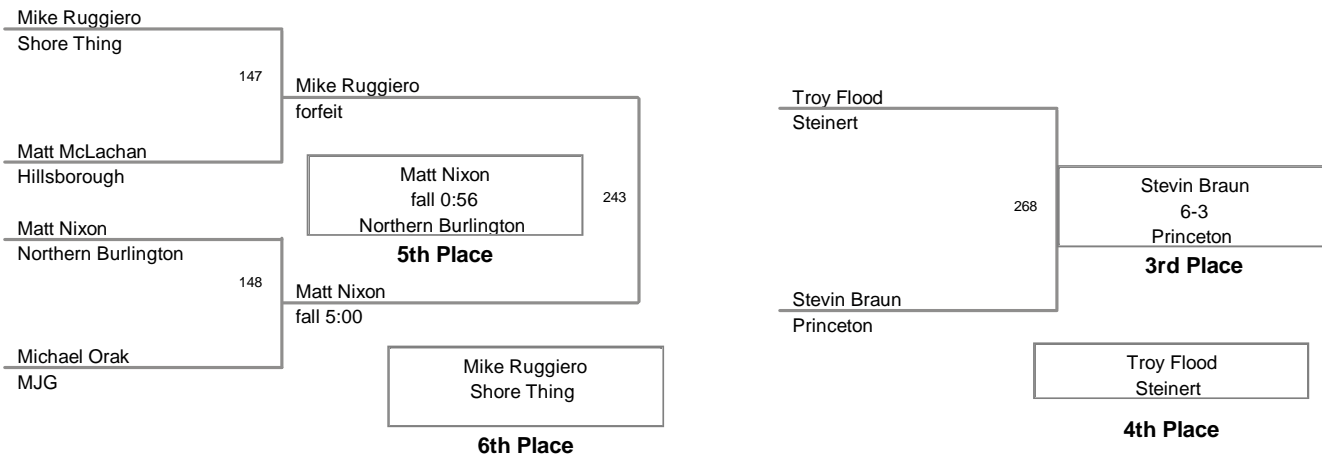 Mike Ruggiero
Shore Thing
147
Mike Ruggiero
forfeit
Matt McLachan
Hillsborough
Matt Nixon
fall 0:56
Northern Burlington
5th Place
243
Matt Nixon
Northern Burlington
148
Matt Nixon
fall 5:00
Michael Orak
MJG
Mike Ruggiero
Shore Thing
6th Place
Troy Flood
Steinert
268
Stevin Braun
6-3
Princeton
3rd Place
Stevin Braun
Princeton
Troy Flood
Steinert
4th Place